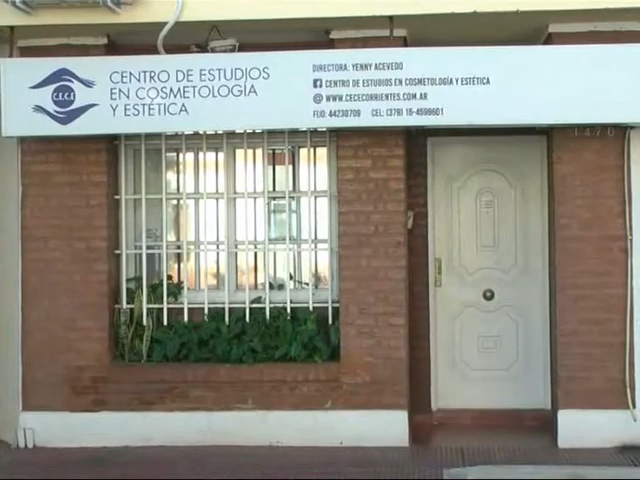 C.E.C.E
CENTRO DE ESTUDIOS
EN COSMETOLOGÍA
Y ESTÉTICA
DIRECTORA: YENNY ACEVEDO
CENTRO DE ESTUDIOS EN COSMETOLOGÍA Y ESTÉTICA
@ WWW.CECECORRIENTES.COM.AR
FIJO: 44230709 CEL: (379) 15-4599601
1470